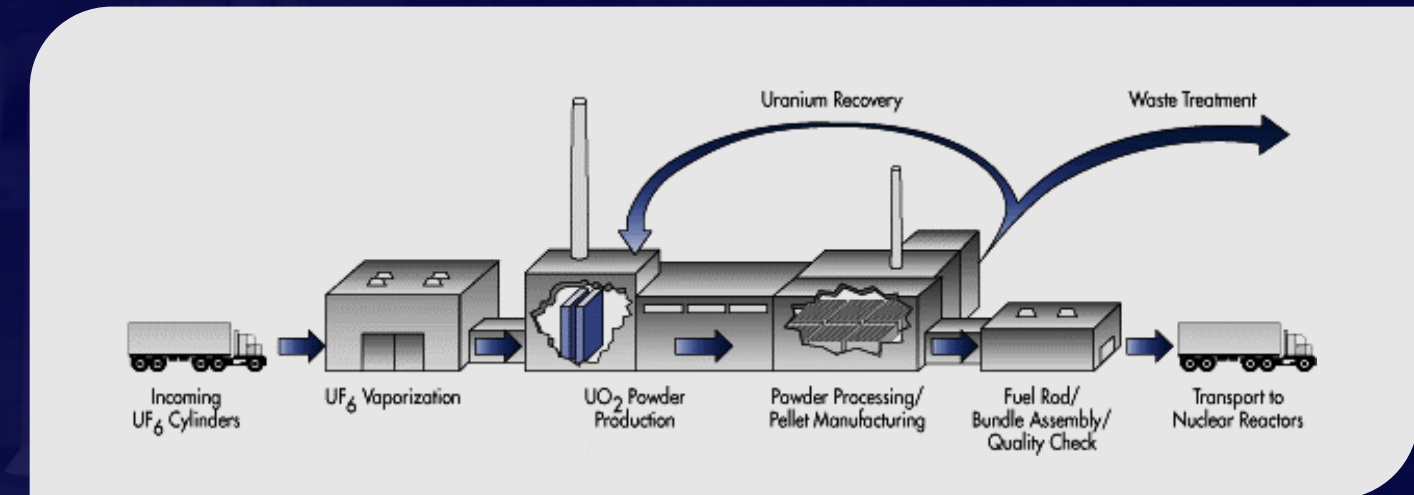 Uranium Recovery
Waste Treatment
Incoming
UF6 Cylinders
UF6 Vaporization
UO2 Powder
Production
Powder Processing/
Pellet Manufacturing
Fuel Rod/
Bundle Assembly/
Quality Check
Transport to
Nuclear Reactors